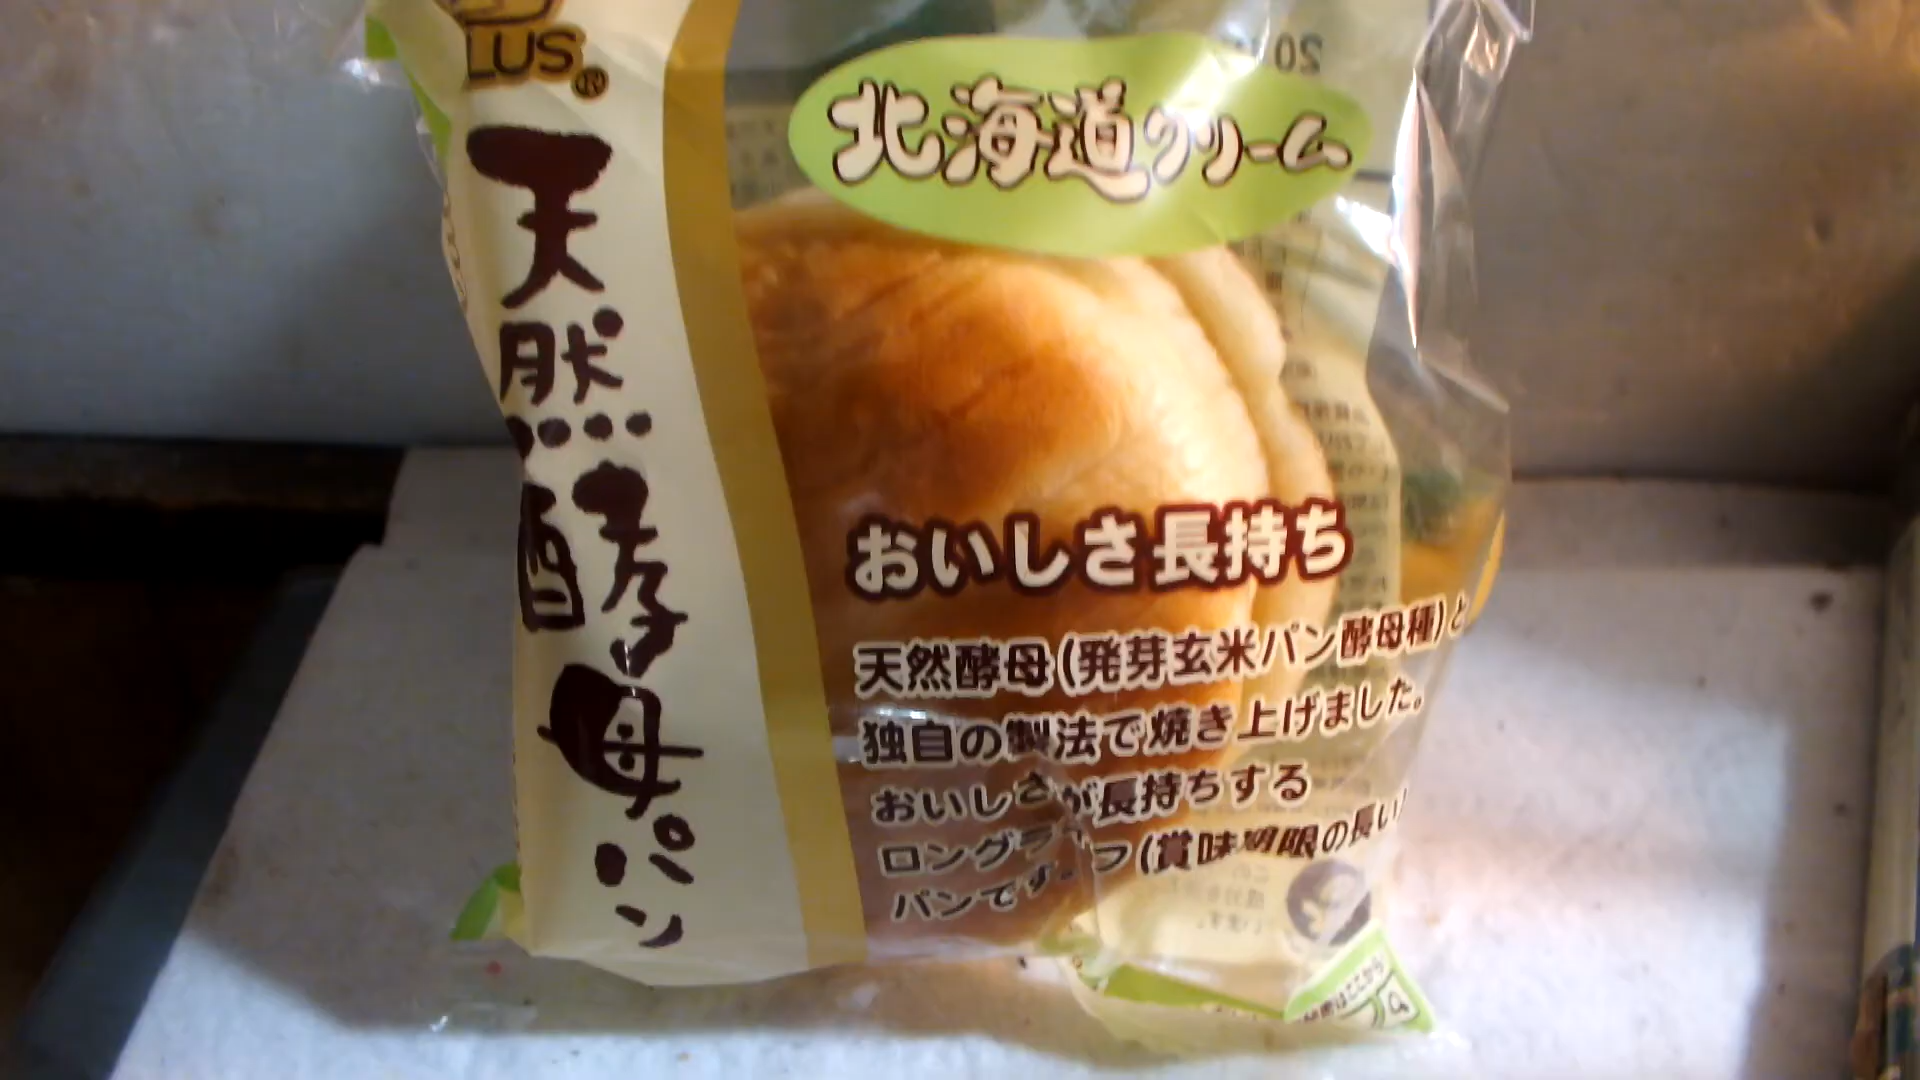 LUS®
天然酵母パン
北海道クリーム
20
おいしさ長持ち
天然酵母(発芽玄米パン酵母種)と
独自の製法で焼き上げました。
おいしさが長持ちする
ロングライフ(賞味期限の長い
パンです。